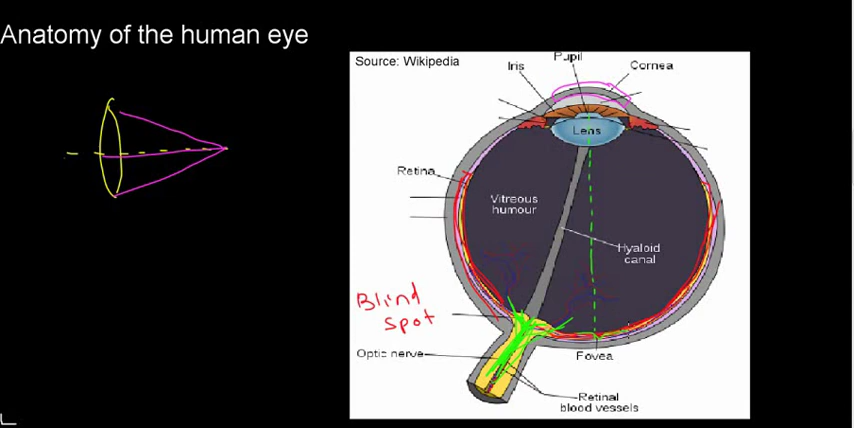 Anatomy of the human eye
Source: Wikipedia
Pupil
Iris
Cornea
Lens
Retina
Vitreous
humour
Hyaloid
canal
Blind
spot
Optic nerve
Fovea
Retinal
blood vessels